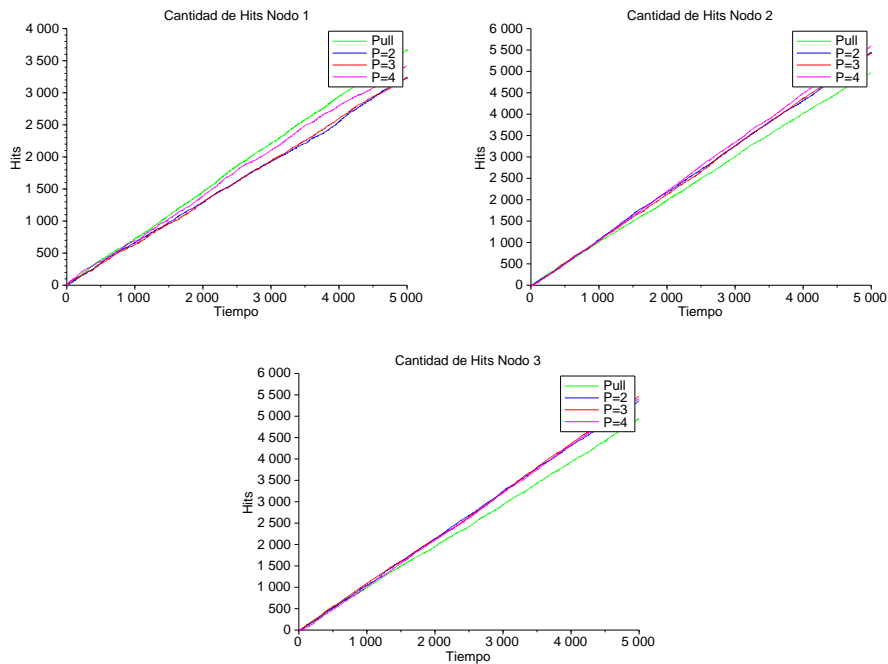 Cantidad de Hits Nodo 1
4 000
3 500
3 000
2 500
2 000
1 500
1 000
500
0
Hits
0 1 000 2 000 3 000 4 000 5 000
Tiempo
Pull
P=2
P=3
P=4
Cantidad de Hits Nodo 2
6 000
5 500
5 000
4 500
4 000
3 500
3 000
2 500
2 000
1 500
1 000
500
0
Hits
0 1 000 2 000 3 000 4 000 5 000
Tiempo
Pull
P=2
P=3
P=4
Cantidad de Hits Nodo 3
6 000
5 500
5 000
4 500
4 000
3 500
3 000
2 500
2 000
1 500
1 000
500
0
Hits
0 1 000 2 000 3 000 4 000 5 000
Tiempo
Pull
P=2
P=3
P=4